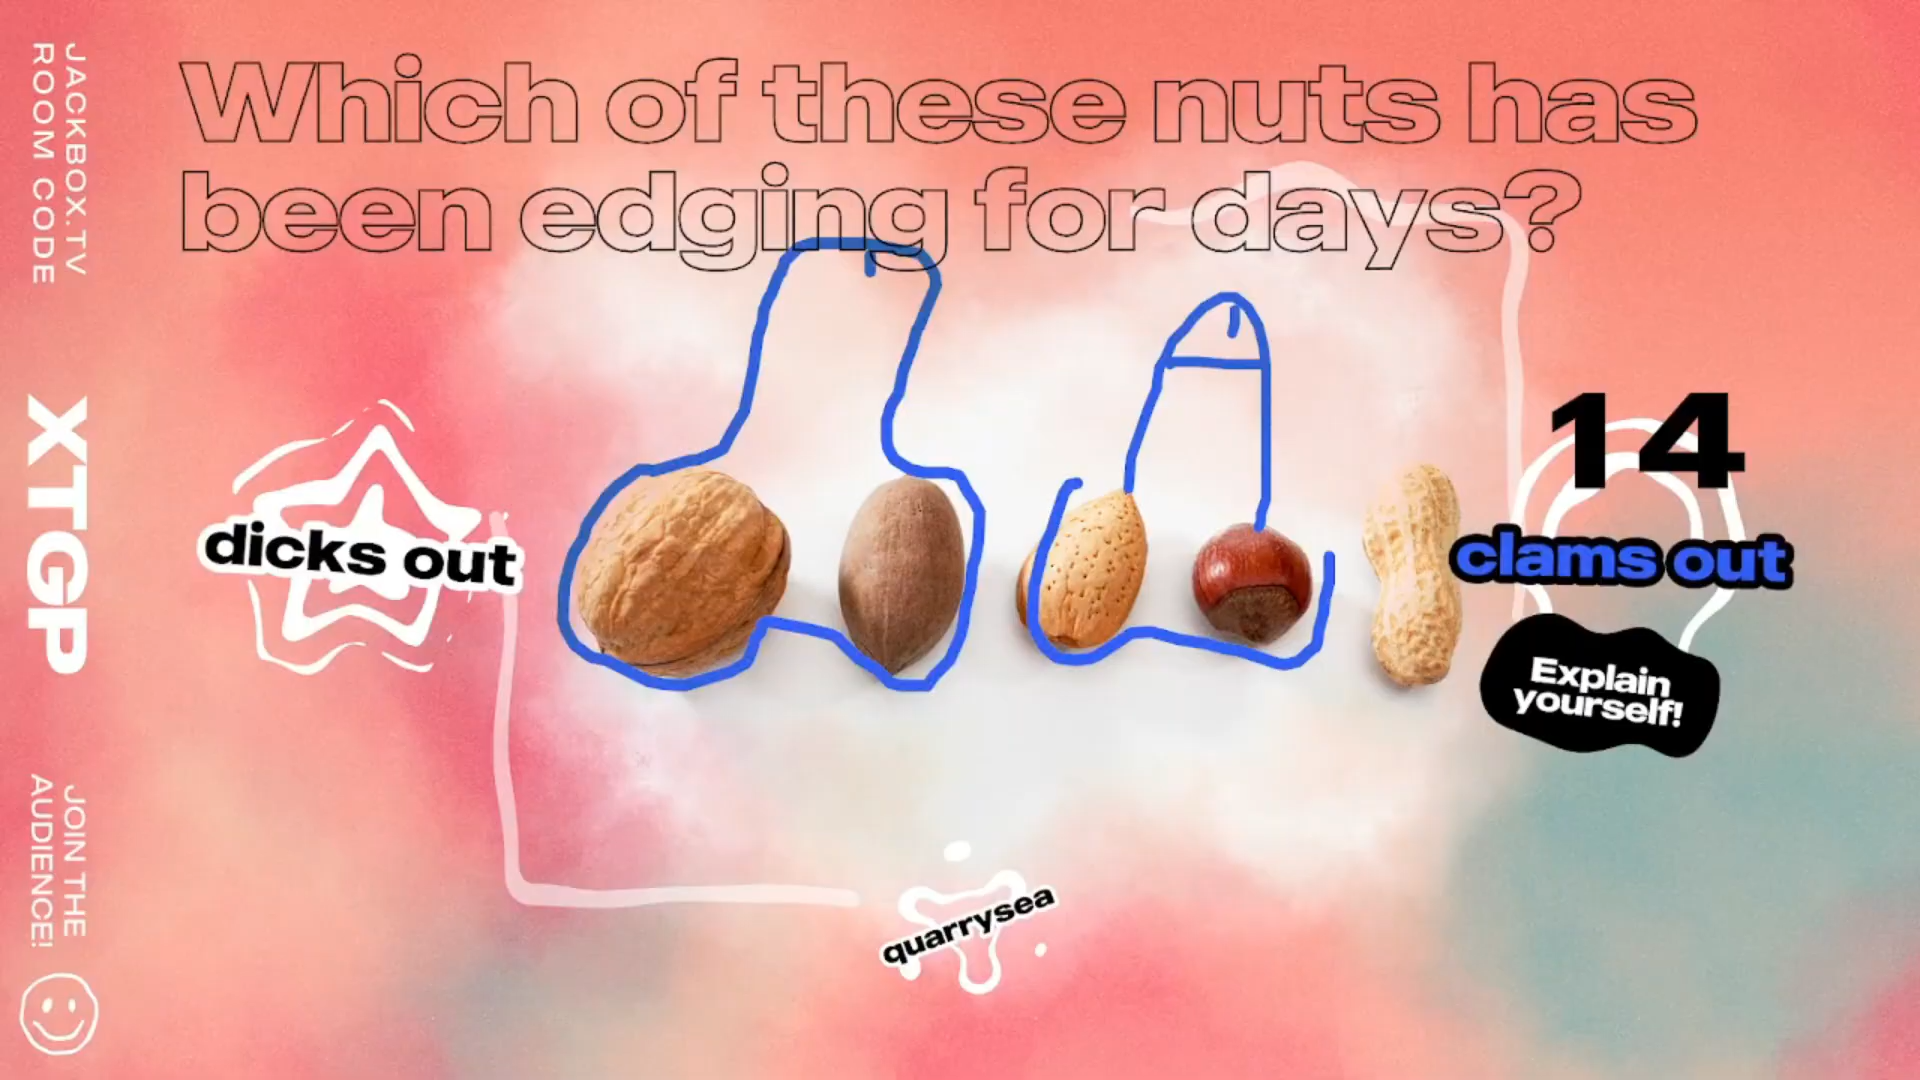 Which of these nuts has
been edging for days?
JACKBOX.TV
ROOM CODE
XTGP
JOIN THE
AUDIENCE!
dicks out
14
clams out
Explain
yourself!
quarrysea